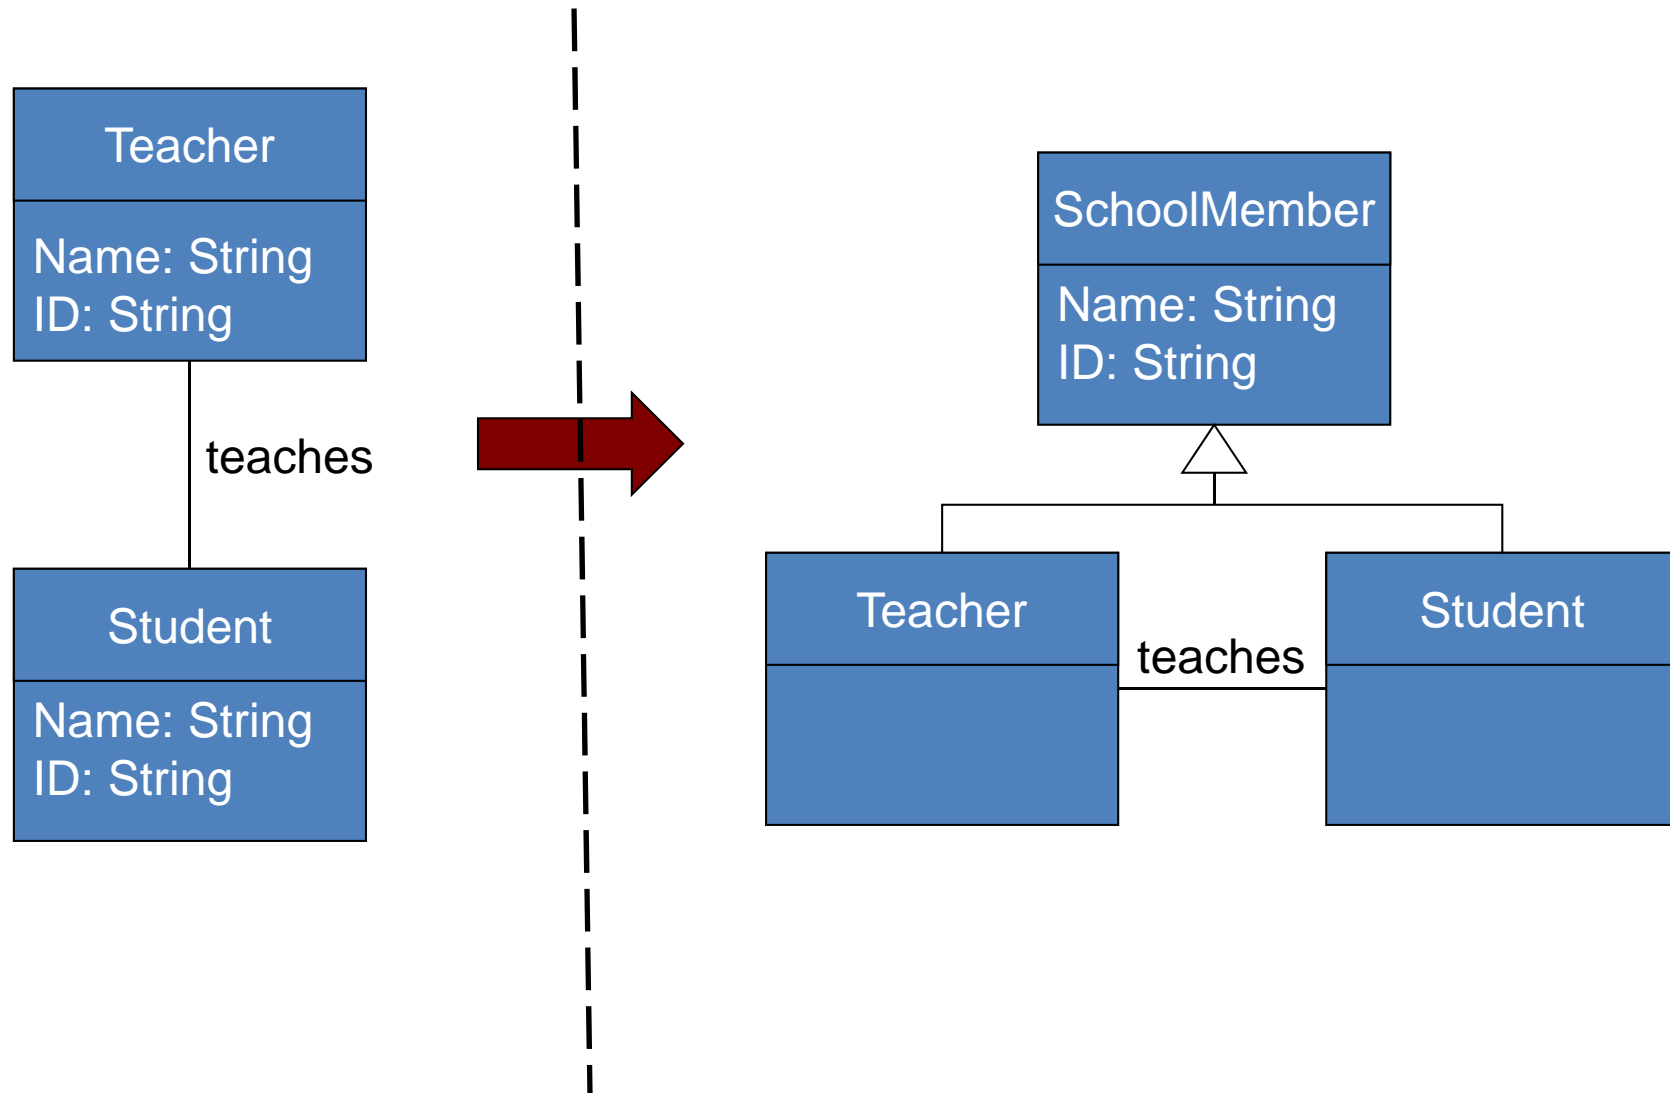 Teacher
Name: String
ID: String
teaches
Student
Name: String
ID: String
SchoolMember
Name: String
ID: String
Teacher
teaches
Student